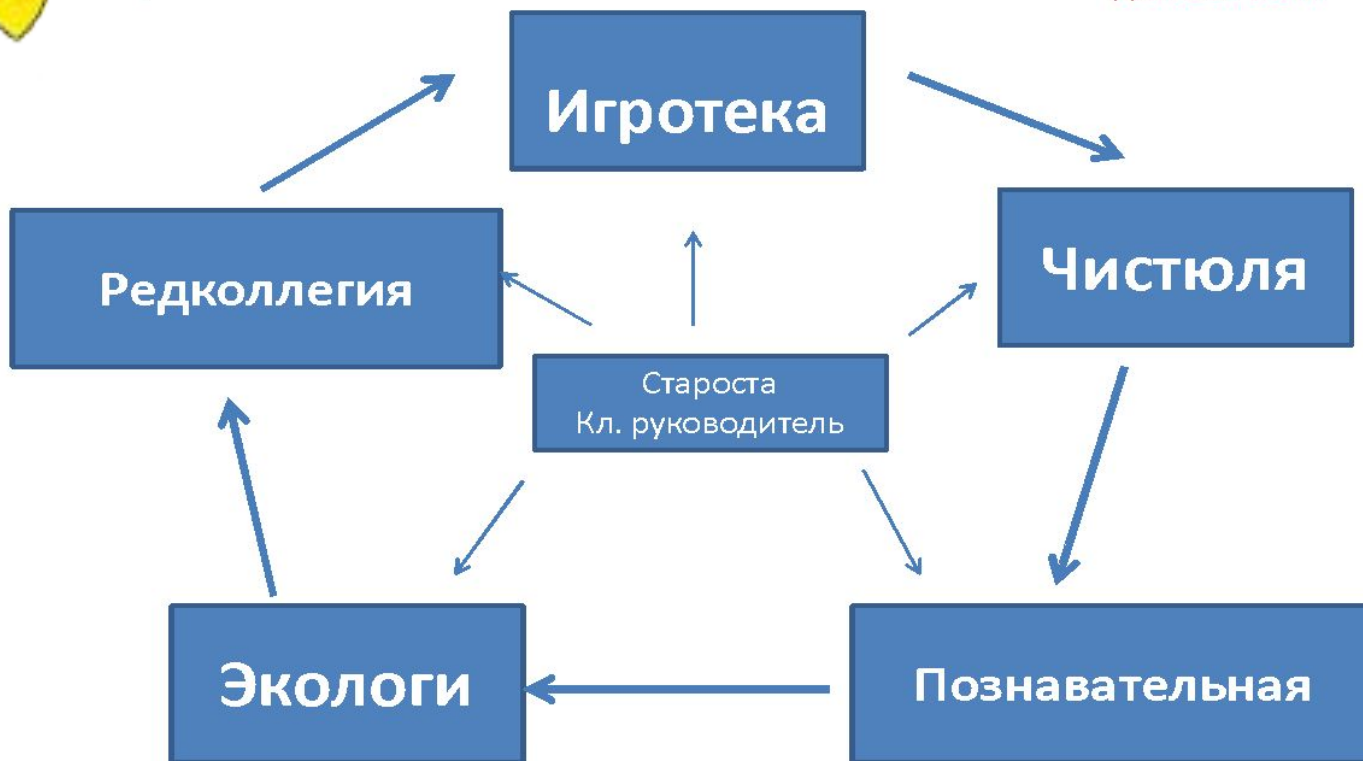 Игротека
Чистюля
Редколлегия
Староста
Кл. руководитель
Экологи
Познавательная